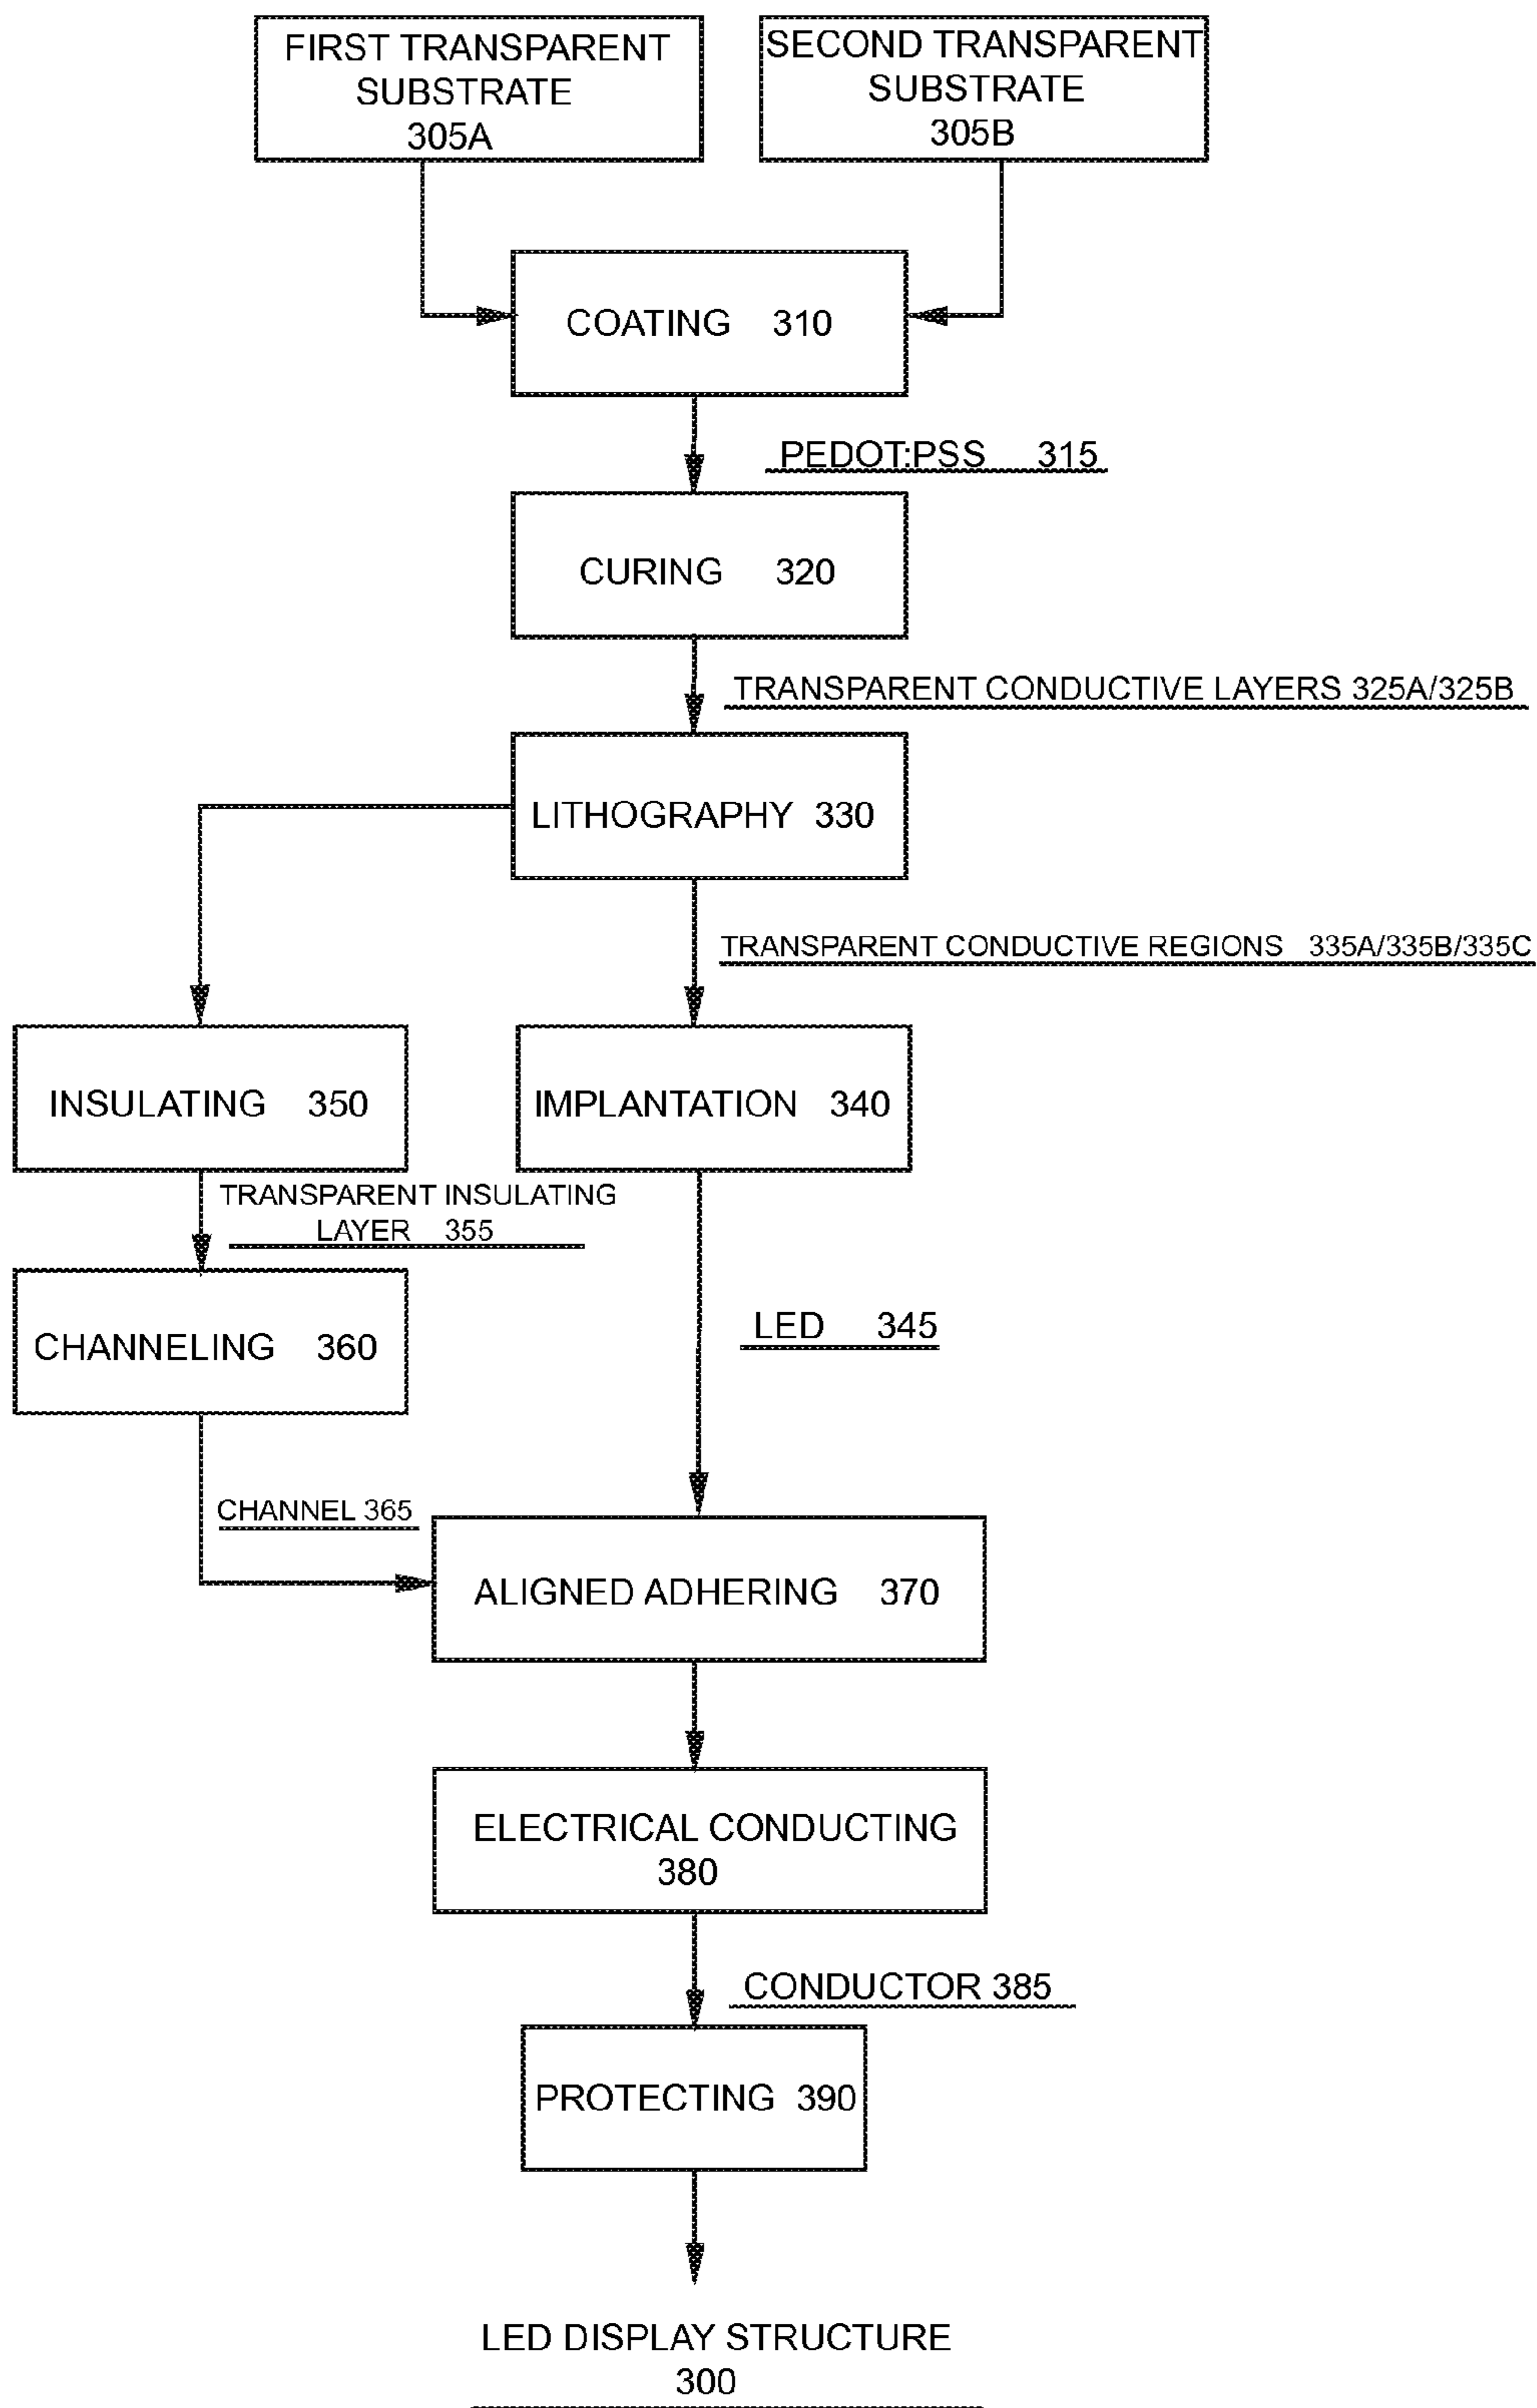 FIRST TRANSPARENT
SUBSTRATE
305A
SECOND TRANSPARENT
SUBSTRATE
305B
COATING 310
PEDOT:PSS 315
CURING 320
TRANSPARENT CONDUCTIVE LAYERS 325A/325B
LITHOGRAPHY 330
TRANSPARENT CONDUCTIVE REGIONS 335A/335B/335C
INSULATING 350
IMPLANTATION 340
TRANSPARENT INSULATING
LAYER 355
CHANNELING 360
LED 345
CHANNEL 365
ALIGNED ADHERING 370
ELECTRICAL CONDUCTING
380
CONDUCTOR 385
PROTECTING 390
LED DISPLAY STRUCTURE
300